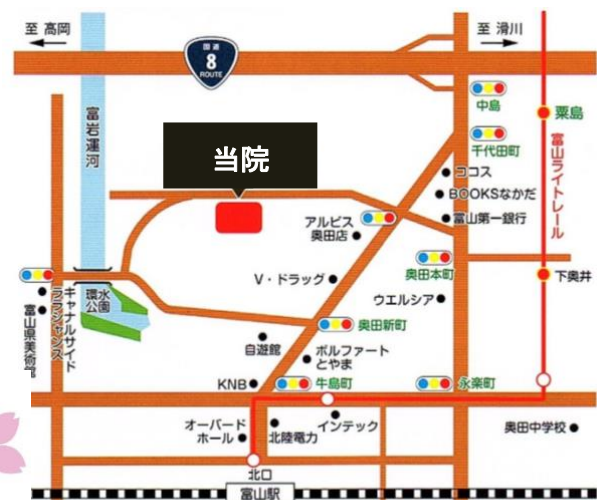 至 高岡
至 滑川
国道
8
ROUTE
中島
粟島
富岩運河
千代田町
富山ライトレール
当院
ココス
BOOKSなかだ
富山第一銀行
アルビス
奥田店
奥田本町
下奥井
V・ドラッグ
ウエルシア
環水
公園
キャナルサイド
ララシャンス
富山県美術館
奥田新町
自遊館
ボルファート
とやま
KNB
牛島町
永楽町
オーバード
ホール
北陸電力
インテック
奥田中学校
北口
富山駅